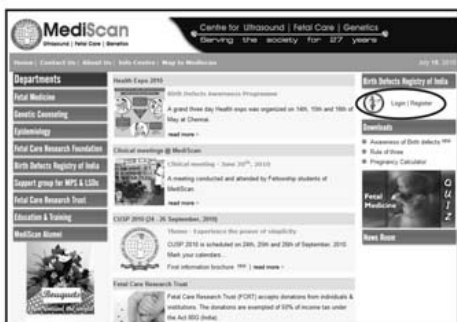 MediScan
Ultrasound | Fetal Care | Genetics
Centre for Ultrasound | Fetal Care | Genetics
Serving the society for 27 years
Home | Contact Us | About Us | Info Centre | Map to Mediscan
July 10, 2010
Departments
Fetal Medicine
Genetic Counseling
Epidemiology
Fetal Care Research Foundation
Birth Defects Registry of India
Support group for MPS & LSDs
Fetal Care Research Trust
Education & Training
MediScan Alumni
Bouquets
Health Expo 2010
Birth Defects Awareness Programme
A grand three day Health expo was organized on 14th, 15th and 16th of
May at Chennai.
read more
Clinical meetings @ MediScan
Clinical meeting - June 30th, 2010
A meeting conducted and attended by Fellowship students of
MediScan
read more
CUSP 2010 (24 - 26 September, 2010)
Theme - Experience the power of simplicity
CUSP 2010 is scheduled on 24th, 25th and 26th of September, 2010.
Mark your calendars...
First information brochure | read more
Fetal Care Research Trust
Fetal Care Research Trust (FCRT) accepts donations from individuals &
institutions. The donations are exempted of 50% of income tax under
the Act 80G (India).
Birth Defects Registry of India
Login | Register
Downloads
Awareness of Birth defects
Rule of three
Pregnancy Calculator
Fetal
Medicine
QUIZ
News Room